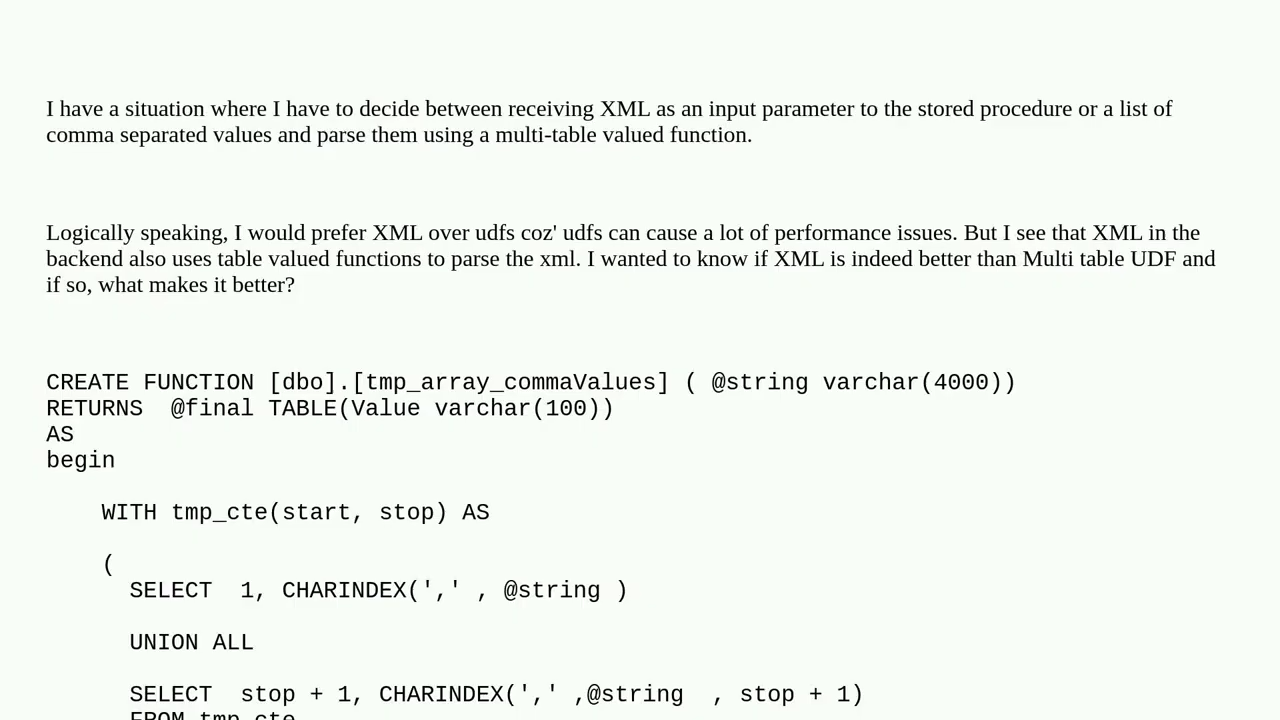 I have a situation where I have to decide between receiving XML as an input parameter to the stored procedure or a list of
comma separated values and parse them using a multi-table valued function.
Logically speaking, I would prefer XML over udfs coz' udfs can cause a lot of performance issues. But I see that XML in the
backend also uses table valued functions to parse the xml. I wanted to know if XML is indeed better than Multi table UDF and
if so, what makes it better?
CREATE FUNCTION [dbo].[tmp_array_commaValues] ( @string varchar(4000))
RETURNS  @final TABLE(Value varchar(100))
AS
begin
WITH tmp_cte(start, stop) AS
(
SELECT  1, CHARINDEX(',' , @string )
UNION ALL
SELECT  stop + 1, CHARINDEX(',' ,@string  , stop + 1)
FROM tmp_cte